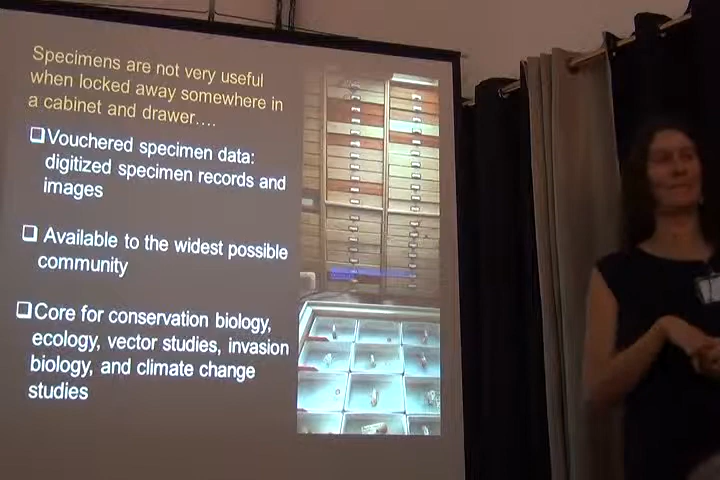 Specimens are not very useful
when locked away somewhere in
a cabinet and drawer….
❑Vouchered specimen data:
digitized specimen records and
images
❑ Available to the widest possible
community
❑Core for conservation biology,
ecology, vector studies, invasion
biology, and climate change
studies